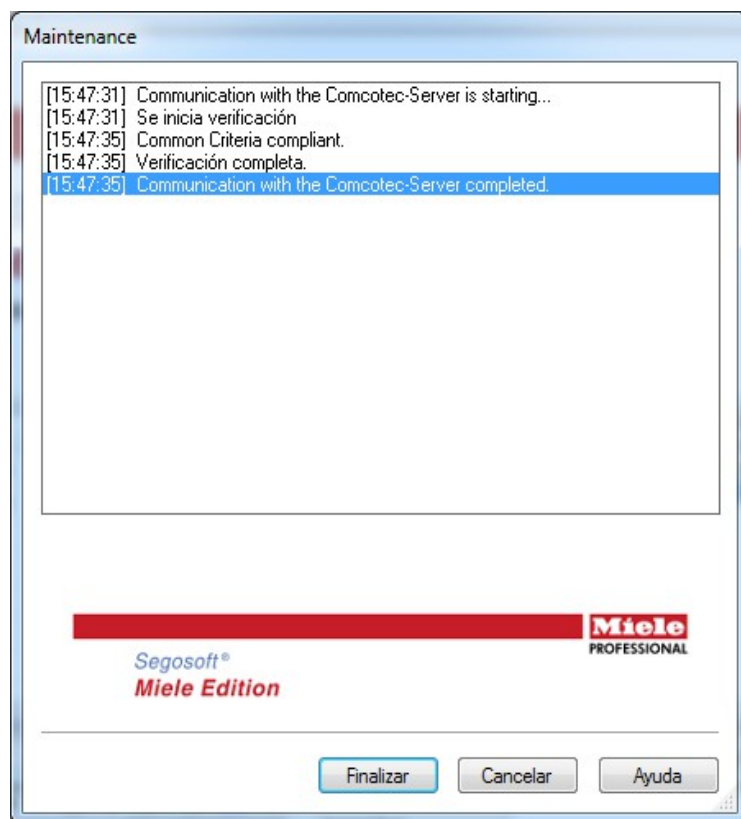 Maintenance
[15:47:31] Communication with the Comcotec-Server is starting...
[15:47:31] Se inicia verificación
[15:47:35] Common Criteria compliant.
[15:47:35] Verificación completa.
[15:47:35] Communication with the Comcotec-Server completed.
Miele
PROFESSIONAL
Segosoft®
Miele Edition
Finalizar Cancelar Ayuda